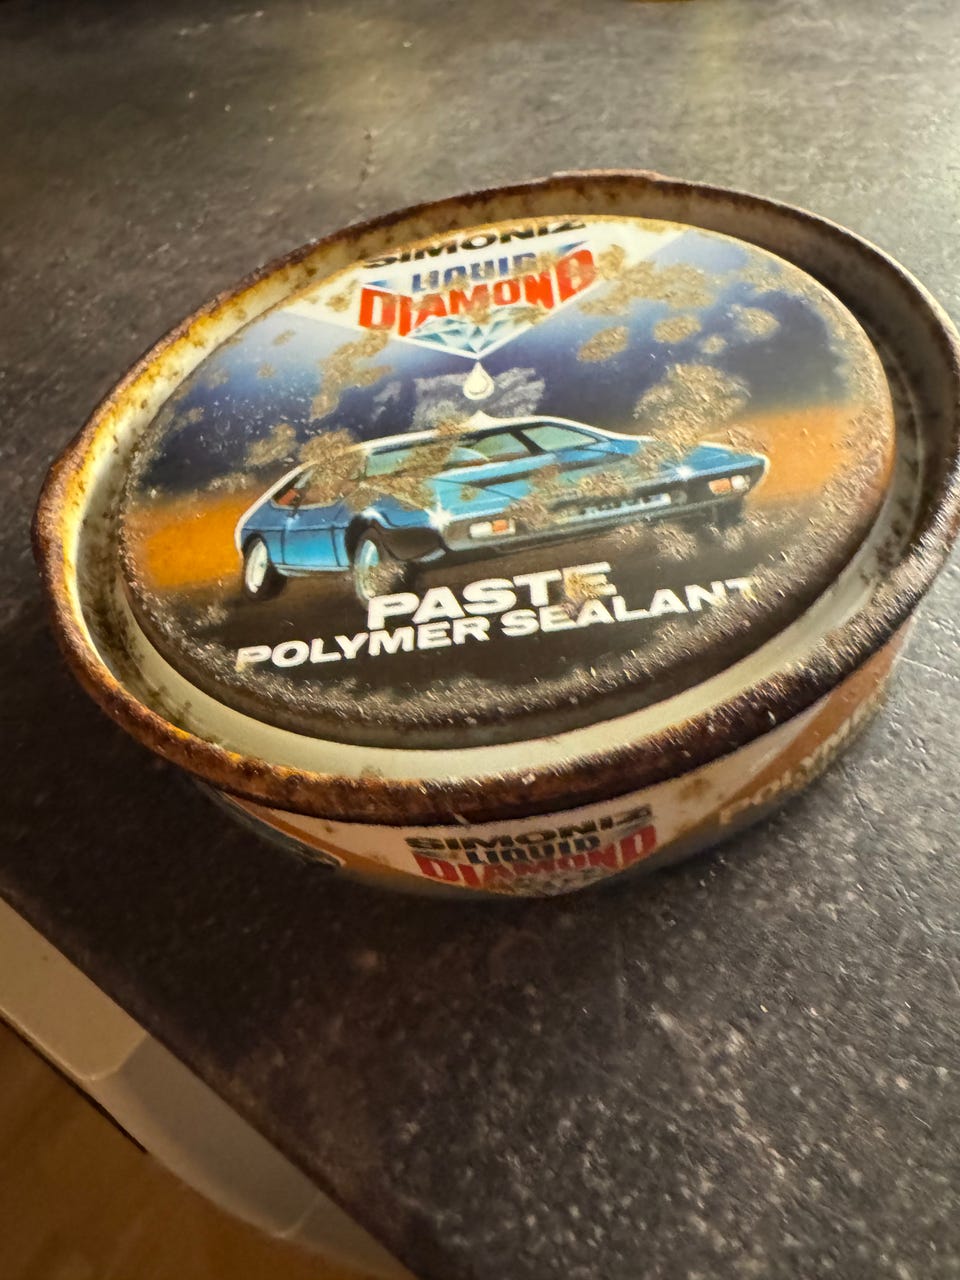 SIMONIZ
LIQUID
DIAMOND
PASTE
POLYMER SEALANT
SIMONIZ
LIQUID
DIAMOND